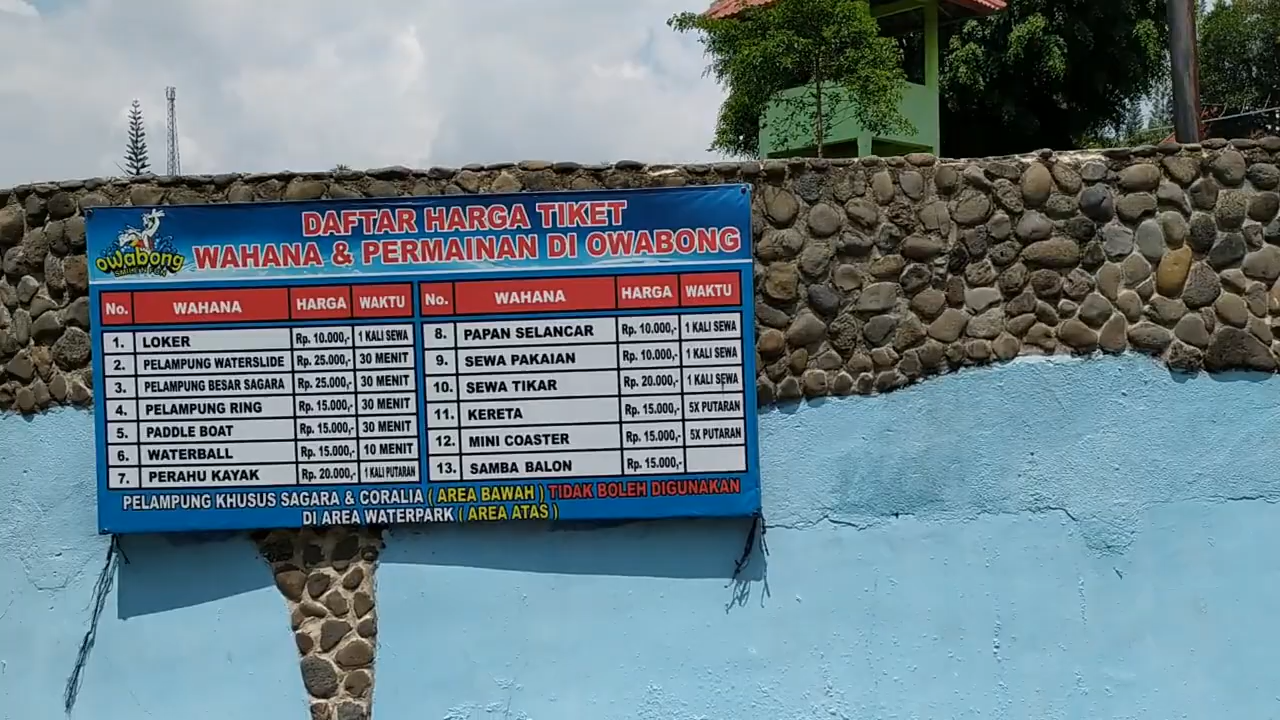 DAFTAR HARGA TIKET
WAHANA & PERMAINAN DI OWABONG
owabong
No. WAHANA HARGA WAKTU
1. LOKER Rp. 10.000,- 1 KALI SEWA
2. PELAMPUNG WATERSLIDE Rp. 25.000,- 30 MENIT
3. PELAMPUNG BESAR SAGARA Rp. 25.000,- 30 MENIT
4. PELAMPUNG RING Rp. 15.000,- 30 MENIT
5. PADDLE BOAT Rp. 15.000,- 30 MENIT
6. WATERBALL Rp. 15.000,- 10 MENIT
7. PERAHU KAYAK Rp. 20.000,- 1 KALI PUTARAN
No. WAHANA HARGA WAKTU
8. PAPAN SELANCAR Rp. 10.000,- 1 KALI SEWA
9. SEWA PAKAIAN Rp. 10.000,- 1 KALI SEWA
10. SEWA TIKAR Rp. 20.000,- 1 KALI SEWA
11. KERETA Rp. 15.000,- 5X PUTARAN
12. MINI COASTER Rp. 15.000,- 5X PUTARAN
13. SAMBA BALON Rp. 15.000,-
PELAMPUNG KHUSUS SAGARA & CORALIA ( AREA BAWAH ) TIDAK BOLEH DIGUNAKAN
DI AREA WATERPARK ( AREA ATAS )